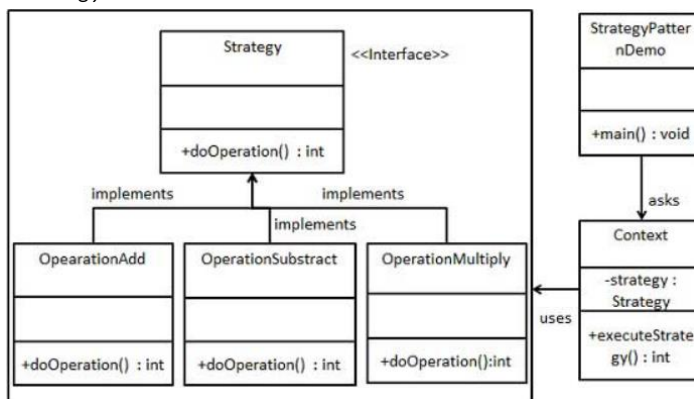 Strategy
<<Interface>>
+doOperation() : int
implements
implements
implements
OpearationAdd
+doOperation() : int
OperationSubstract
+doOperation() : int
OperationMultiply
+doOperation():int
StrategyPatter
nDemo
+main() : void
asks
Context
-strategy :
Strategy
+executeStrate
gy() : int
uses